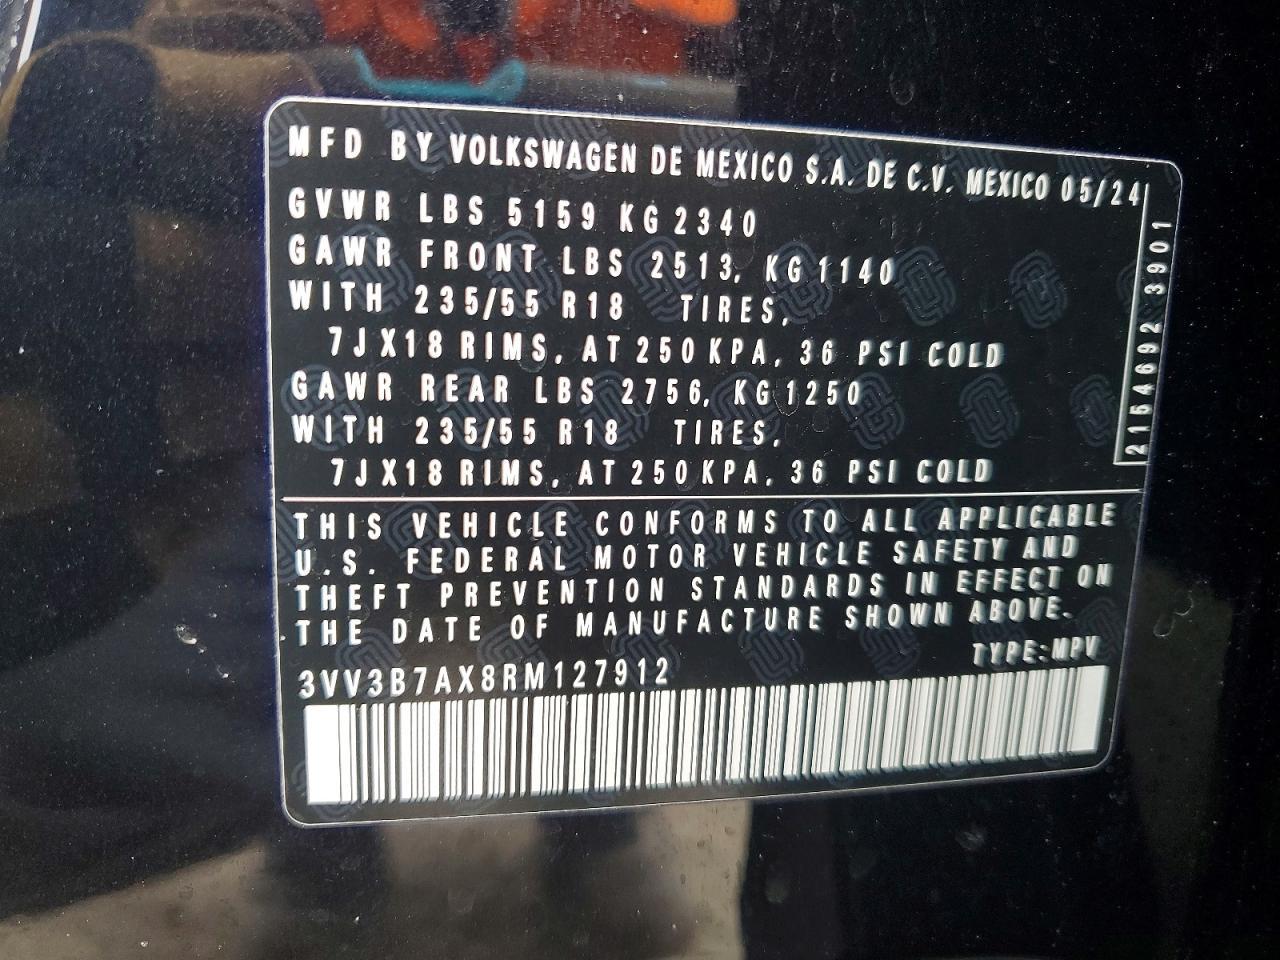 MFD BY VOLKSWAGEN DE MEXICO S.A. DE C.V. MEXICO 05/24
GVWR LBS 5159 KG 2340
GAWR FRONT LBS 2513, KG 1140
WITH 235/55 R18 TIRES,
7JX18 RIMS, AT 250 KPA, 36 PSI COLD
GAWR REAR LBS 2756, KG 1250
WITH 235/55 R18 TIRES,
7JX18 RIMS, AT 250 KPA, 36 PSI COLD
2154692 3901
THIS VEHICLE CONFORMS TO ALL APPLICABLE
U.S. FEDERAL MOTOR VEHICLE SAFETY AND
THEFT PREVENTION STANDARDS IN EFFECT ON
THE DATE OF MANUFACTURE SHOWN ABOVE.
TYPE:MPV
3VV3B7AX8RM127912